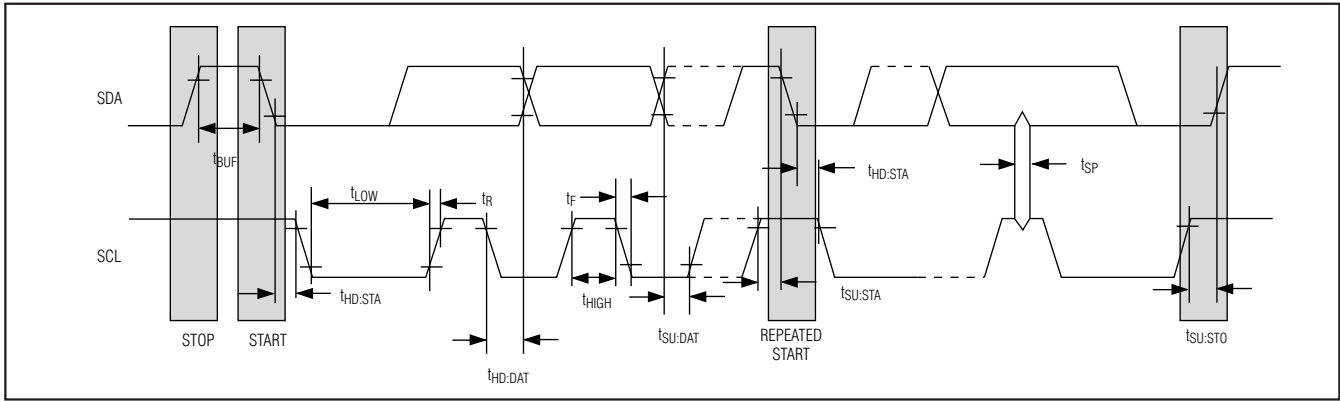 SDA
tBUF
tLOW
tR
tF
tHD:STA
tSP
SCL
tHD:STA
tHIGH
tSU:STA
tSU:DAT
tSU:STO
STOP
START
REPEATED
START
tHD:DAT